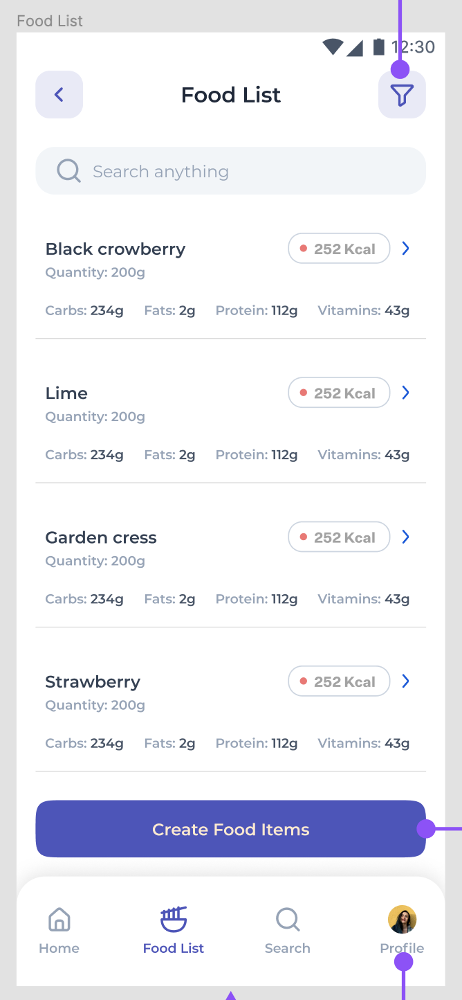 Food List
12:30
Food List
Search anything
Black crowberry
252 Kcal
Quantity: 200g
Carbs: 234g Fats: 2g Protein: 112g Vitamins: 43g
Lime
252 Kcal
Quantity: 200g
Carbs: 234g Fats: 2g Protein: 112g Vitamins: 43g
Garden cress
252 Kcal
Quantity: 200g
Carbs: 234g Fats: 2g Protein: 112g Vitamins: 43g
Strawberry
252 Kcal
Quantity: 200g
Carbs: 234g Fats: 2g Protein: 112g Vitamins: 43g
Create Food Items
Home Food List Search Profile